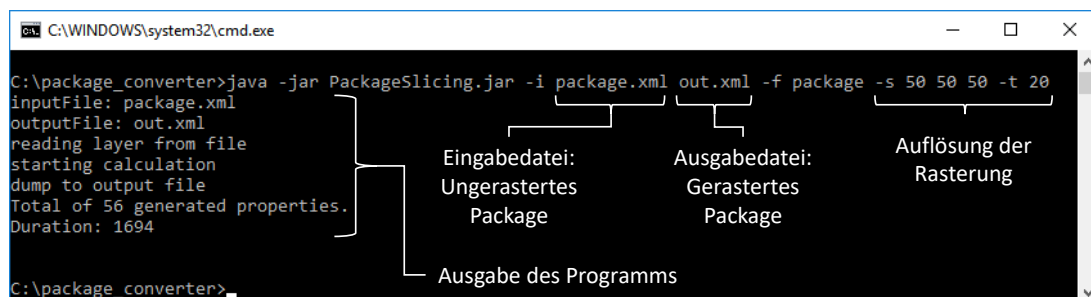 C:\WINDOWS\system32\cmd.exe
C:\package_converter>java -jar PackageSlicing.jar -i package.xml out.xml -f package -s 50 50 50 -t 20
inputFile: package.xml
outputFile: out.xml
reading layer from file
starting calculation
dump to output file
Total of 56 generated properties.
Duration: 1694
Eingabedatei:
Ungerastertes
Package
Ausgabedatei:
Gerastertes
Package
Auflösung der
Rasterung
Ausgabe des Programms
C:\package_converter>